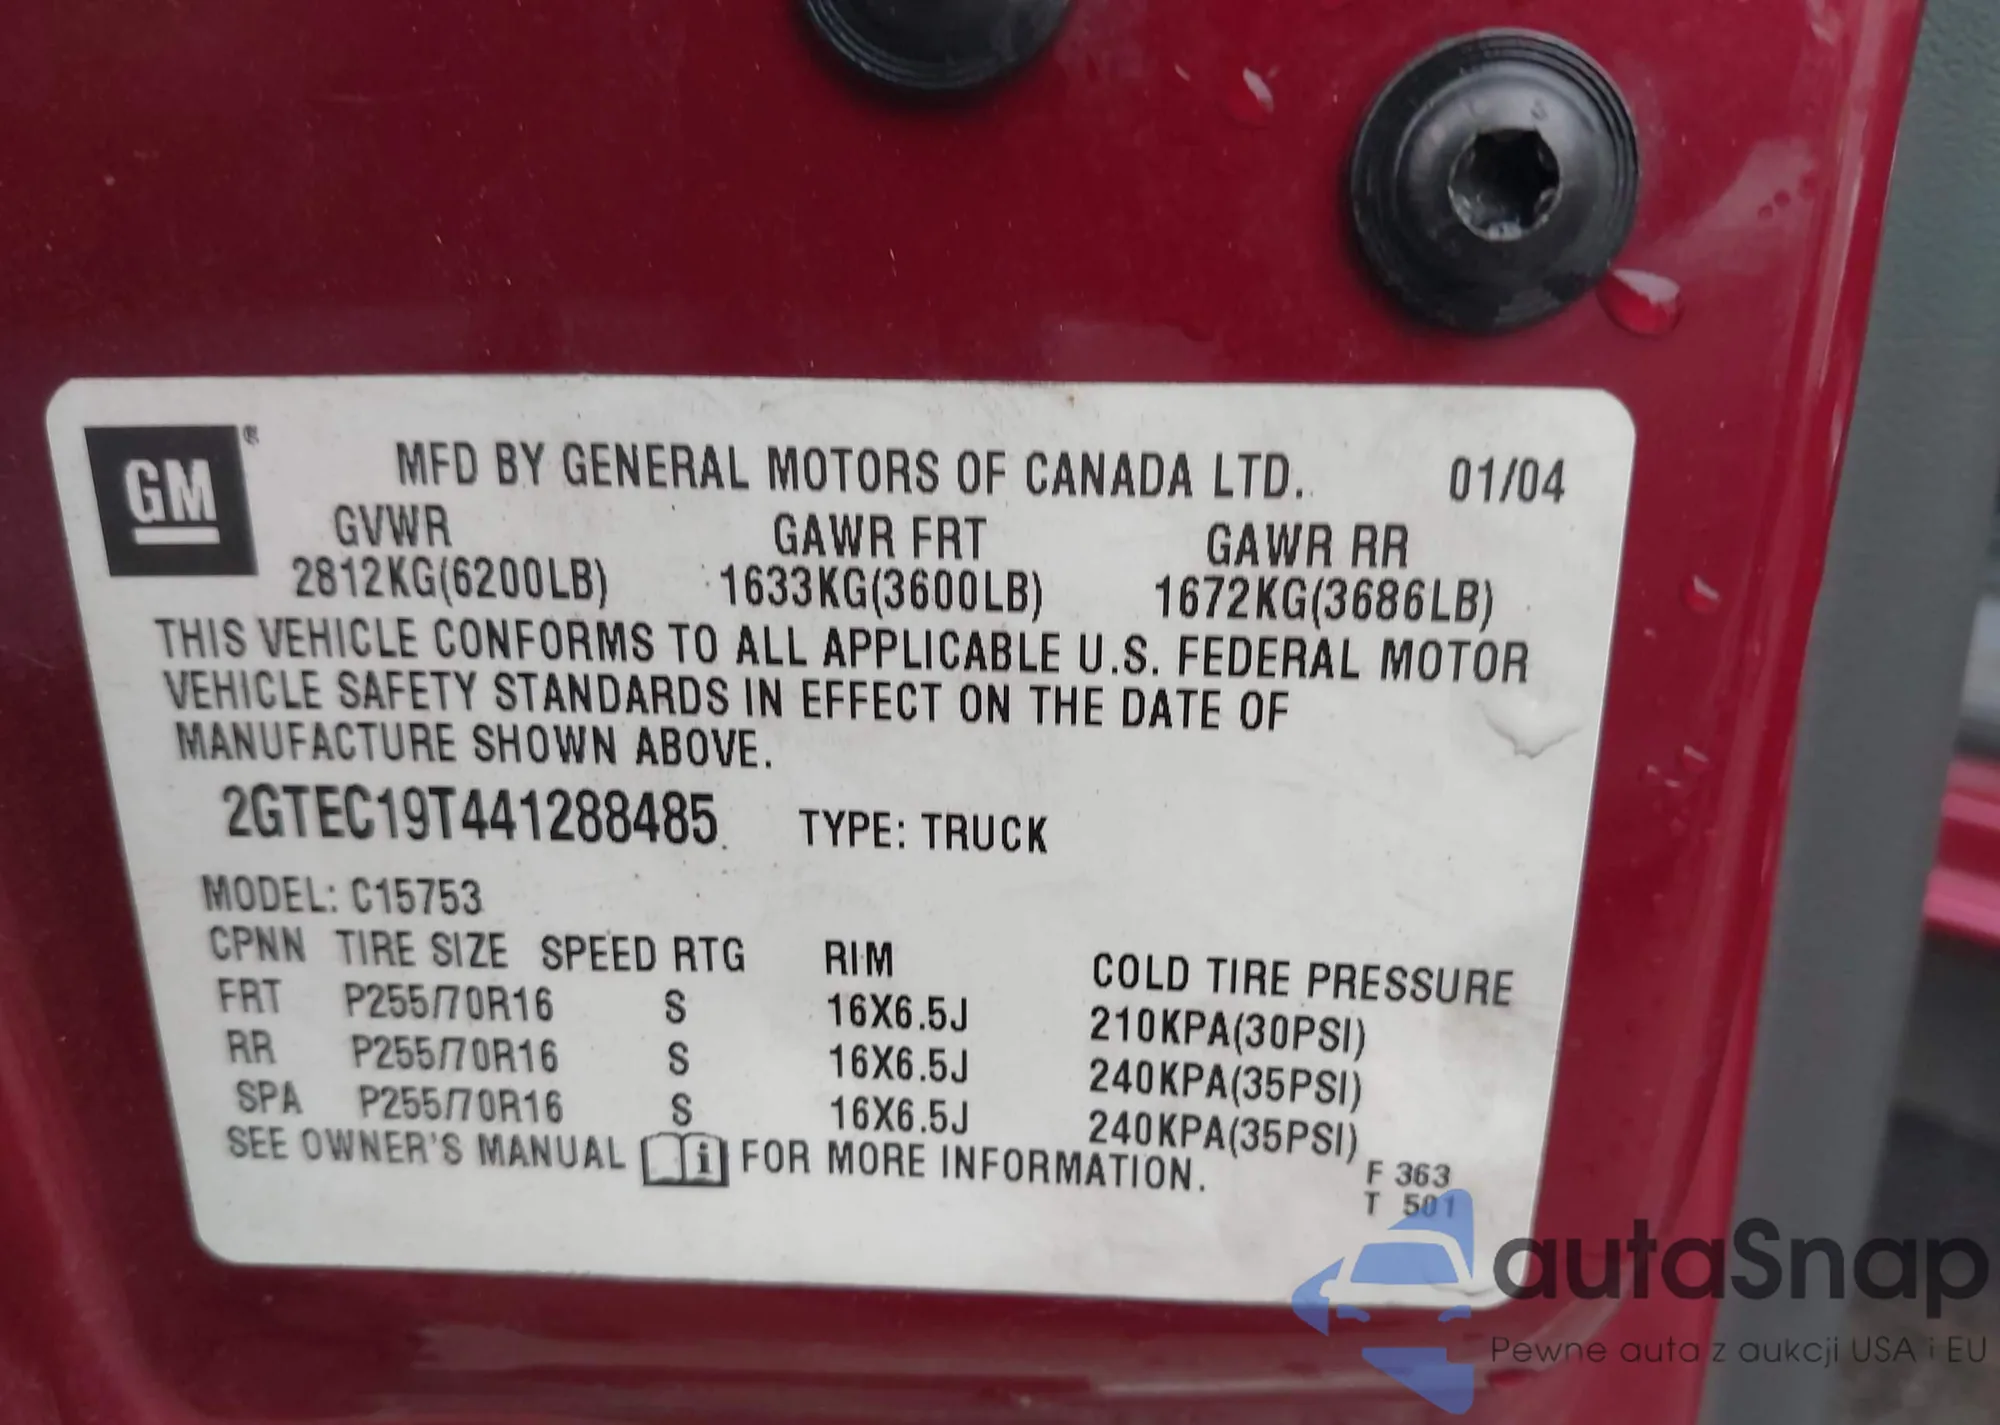 GM®
MFD BY GENERAL MOTORS OF CANADA LTD. 01/04
GVWR GAWR FRT GAWR RR
2812KG(6200LB) 1633KG(3600LB) 1672KG(3686LB)
THIS VEHICLE CONFORMS TO ALL APPLICABLE U.S. FEDERAL MOTOR
VEHICLE SAFETY STANDARDS IN EFFECT ON THE DATE OF
MANUFACTURE SHOWN ABOVE.
2GTEC19T441288485 TYPE: TRUCK
MODEL: C15753
CPNN TIRE SIZE SPEED RTG RIM COLD TIRE PRESSURE
FRT P255/70R16 S 16X6.5J 210KPA(30PSI)
RR P255/70R16 S 16X6.5J 240KPA(35PSI)
SPA P255/70R16 S 16X6.5J 240KPA(35PSI)
SEE OWNER'S MANUAL i FOR MORE INFORMATION.
F 363
T 501
autaSnap
Pewne auta z aukcji USA i EU